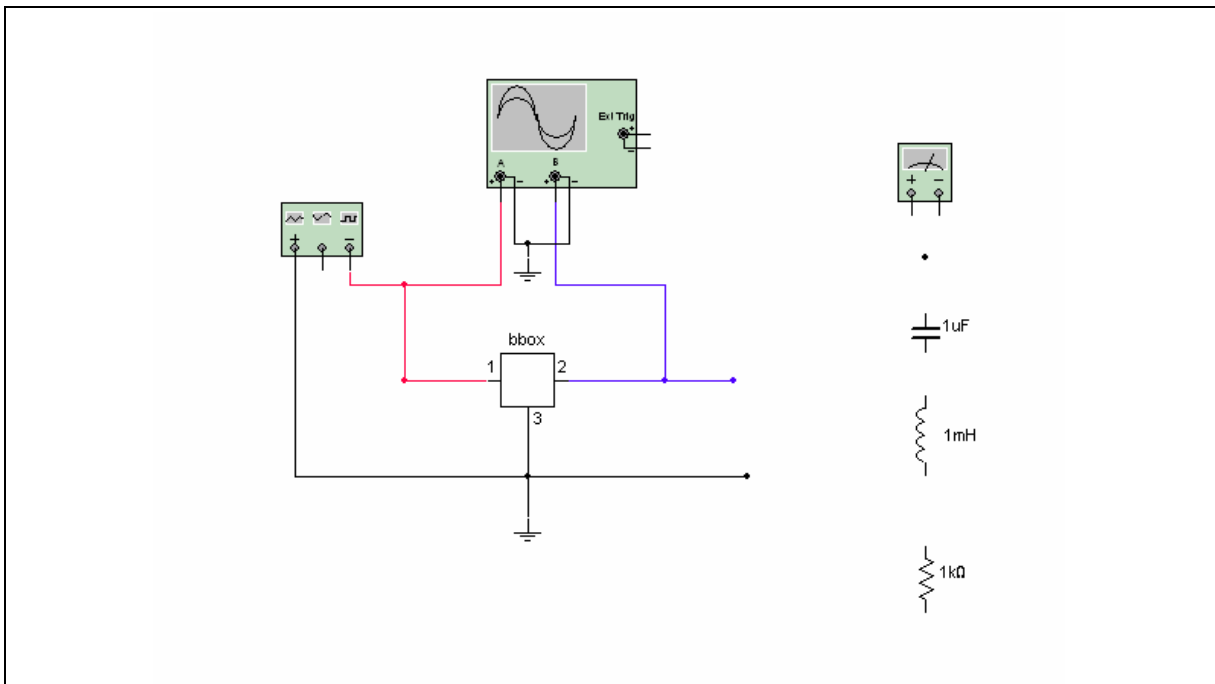 Ext Trig
+
-
A
B
+ - + -
+ -
+ -
1uF
bbox
1 2
3
1mH
1kΩ